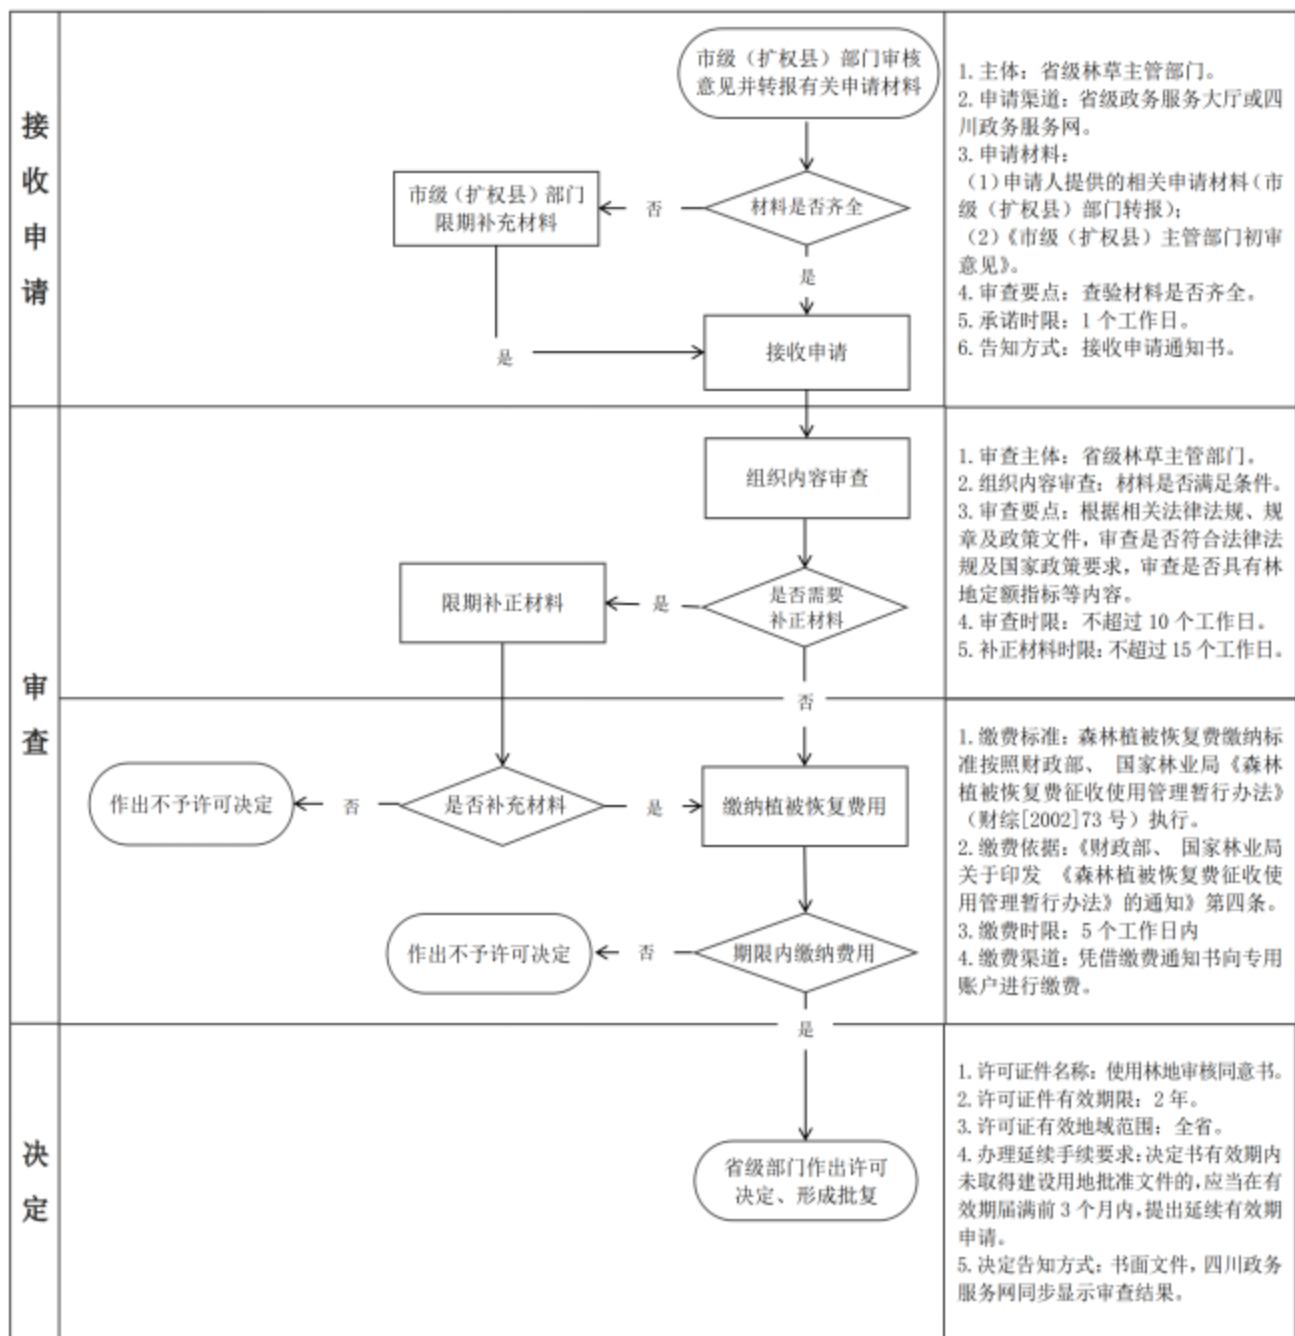 接
收
申
请
市级（扩权县）部门审核
意见并转报有关申请材料
市级（扩权县）部门
限期补充材料
否
材料是否齐全
是
是
接收申请
1. 主体：省级林草主管部门。
2. 申请渠道：省级政务服务大厅或四
川政务服务网。
3. 申请材料：
（1）申请人提供的相关申请材料（市
级（扩权县）部门转报）；
（2）《市级（扩权县）主管部门初审
意见》。
4. 审查要点：查验材料是否齐全。
5. 承诺时限：1 个工作日。
6. 告知方式：接收申请通知书。
审
查
组织内容审查
限期补正材料
是
是否需要
补正材料
否
1. 审查主体：省级林草主管部门。
2. 组织内容审查：材料是否满足条件。
3. 审查要点：根据相关法律法规、规
章及政策文件，审查是否符合法律法
规及国家政策要求，审查是否具有林
地定额指标等内容。
4. 审查时限：不超过 10 个工作日。
5. 补正材料时限：不超过 15 个工作日。
作出不予许可决定
否
是否补充材料
是
缴纳植被恢复费用
作出不予许可决定
否
期限内缴纳费用
是
1. 缴费标准：森林植被恢复费缴纳标
准按照财政部、 国家林业局《森林
植被恢复费征收使用管理暂行办法》
（财综[2002]73 号）执行。
2. 缴费依据：《财政部、 国家林业局
关于印发 《森林植被恢复费征收使
用管理暂行办法》的通知》第四条。
3. 缴费时限：5 个工作日内
4. 缴费渠道：凭借缴费通知书向专用
账户进行缴费。
决
定
省级部门作出许可
决定、形成批复
1. 许可证件名称：使用林地审核同意书。
2. 许可证件有效期限：2 年。
3. 许可证有效地域范围：全省。
4. 办理延续手续要求：决定书有效期内
未取得建设用地批准文件的，应当在有
效期届满前 3 个月内，提出延续有效期
申请。
5. 决定告知方式：书面文件，四川政务
服务网同步显示审查结果。